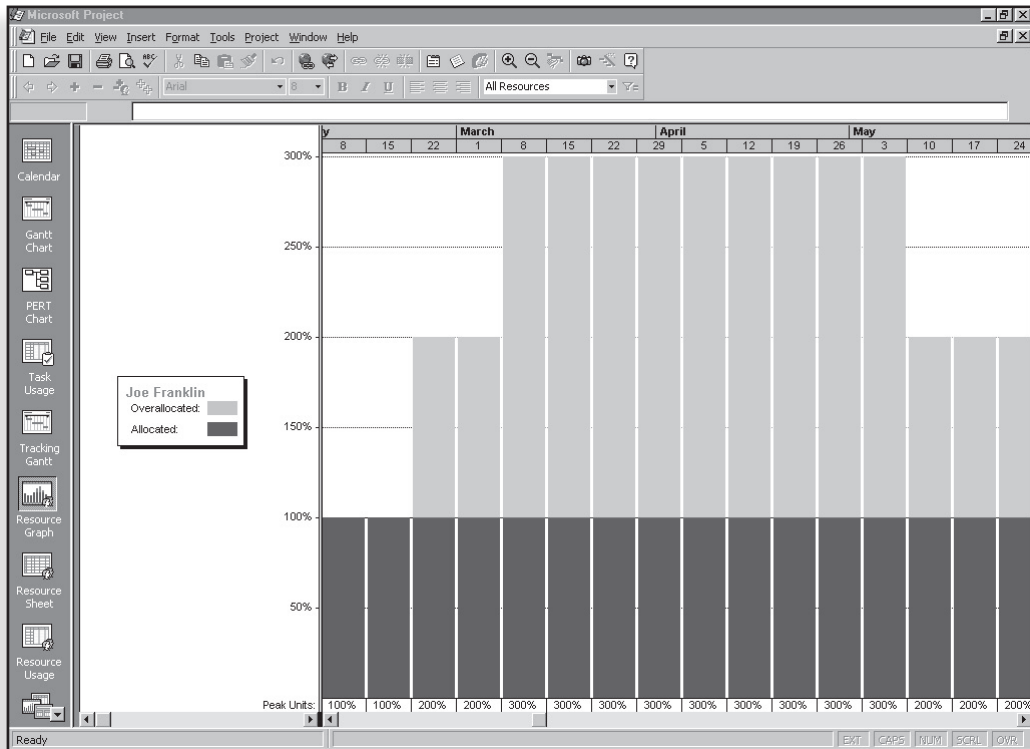 Microsoft Project
File Edit View Insert Format Tools Project Window Help
ABC
Arial 8 B I U All Resources
y March April May
8 15 22 1 8 15 22 29 5 12 19 26 3 10 17 24
Calendar
Gantt
Chart
PERT
Chart
Task
Usage
Tracking
Gantt
Resource
Graph
Resource
Sheet
Resource
Usage
Joe Franklin
Overallocated:
Allocated:
300%
250%
200%
150%
100%
50%
Peak Units: 100% 100% 200% 200% 300% 300% 300% 300% 300% 300% 300% 300% 300% 200% 200% 200%
Ready EXT CAPS NUM SCRL OVR